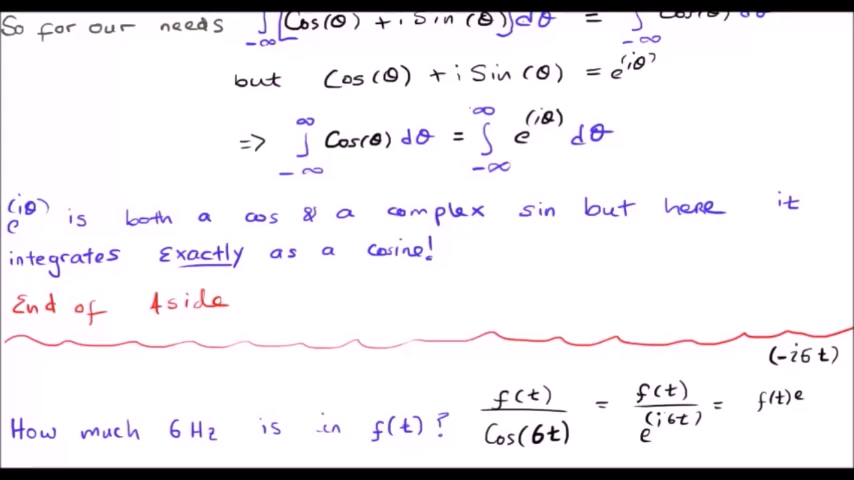 So for our needs ∫_{-∞} [Cos(θ) + i Sin(θ)] dθ = ∫_{-∞} Cos(θ) dθ
but Cos(θ) + i Sin(θ) = e^{(iθ)}
=> ∫_{-∞}^{∞} Cos(θ) dθ = ∫_{-∞}^{∞} e^{(iθ)} dθ
e^{(iθ)} is both a cos & a complex sin but here it
integrates Exactly as a cosine!
End of Aside
How much 6 Hz is in f(t)? f(t)/Cos(6t) = f(t)/e^{(i6t)} = f(t)e^{(-i6t)}